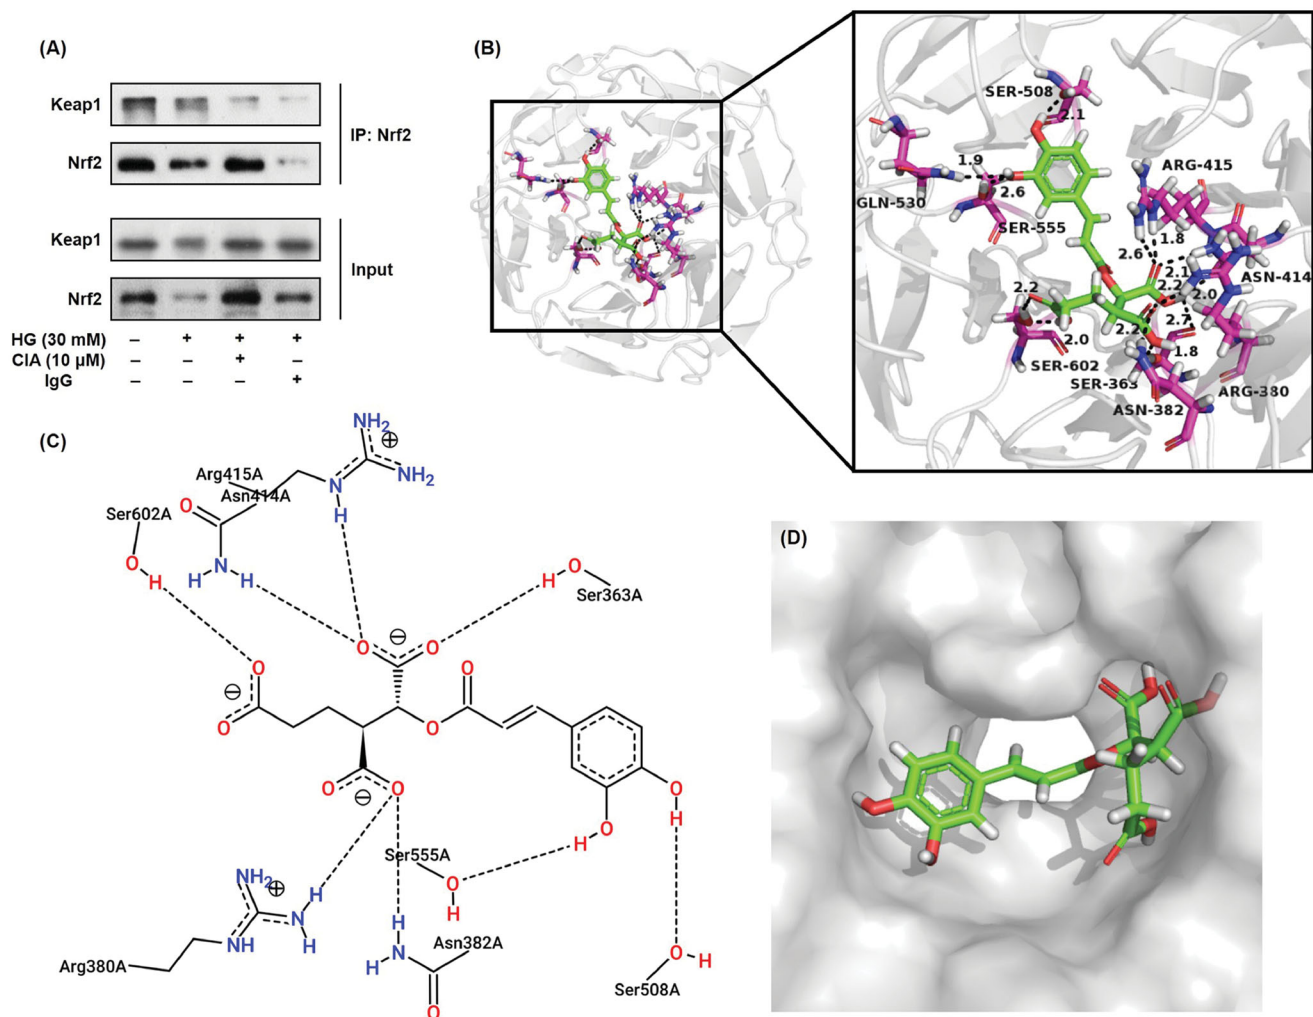 (A)
Keap1
Nrf2
IP: Nrf2
Keap1
Nrf2
Input
HG (30 mM) – + + +
CIA (10 µM) – – + –
IgG – – – +
(B)
SER-508
2.1
1.9
2.6
GLN-530
SER-555
ARG-415
1.8
2.6
2.1
ASN-414
2.2
2.0
2.2
2.7
2.2
1.8
2.0
SER-602
SER-363
ARG-380
ASN-382
(C)
NH2
⊕
Arg415A
NH2
Asn414A
N
H
Ser602A
O
O
H
N
H H
H O
Ser363A
O ⊖ O
O
⊖
O
O
O
O O
⊖
O
H
H O
Ser555A
O
H
NH2 ⊕
H
N
H
NH
Arg380A
H
N
H
Asn382A
O
O H
Ser508A
(D)